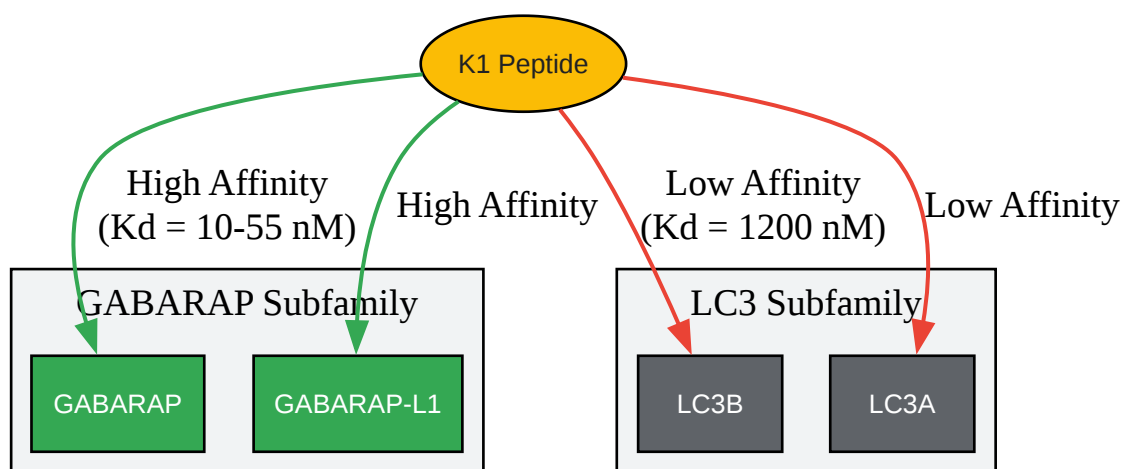 K1 Peptide
High Affinity
(Kd = 10-55 nM)
High Affinity
Low Affinity
(Kd = 1200 nM)
Low Affinity
GABARAP Subfamily
LC3 Subfamily
GABARAP
GABARAP-L1
LC3B
LC3A